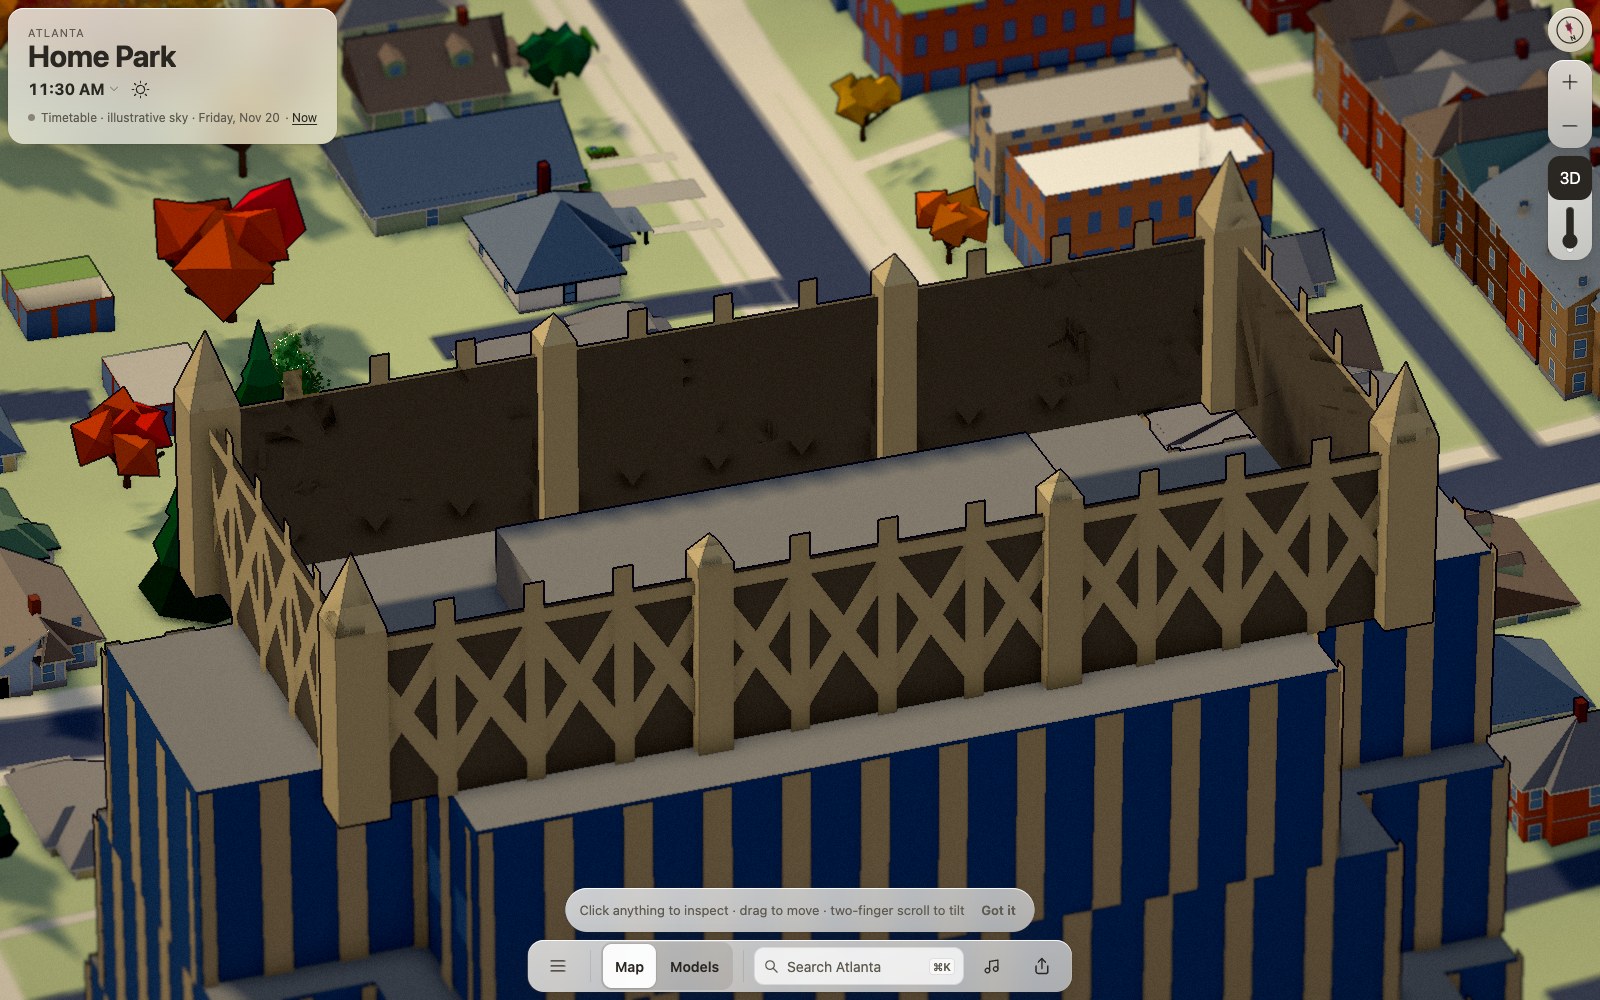 ATLANTA
Home Park
11:30 AM
Timetable · illustrative sky · Friday, Nov 20 · Now
N
3D
Click anything to inspect · drag to move · two-finger scroll to tilt Got it
Map Models Search Atlanta ⌘K